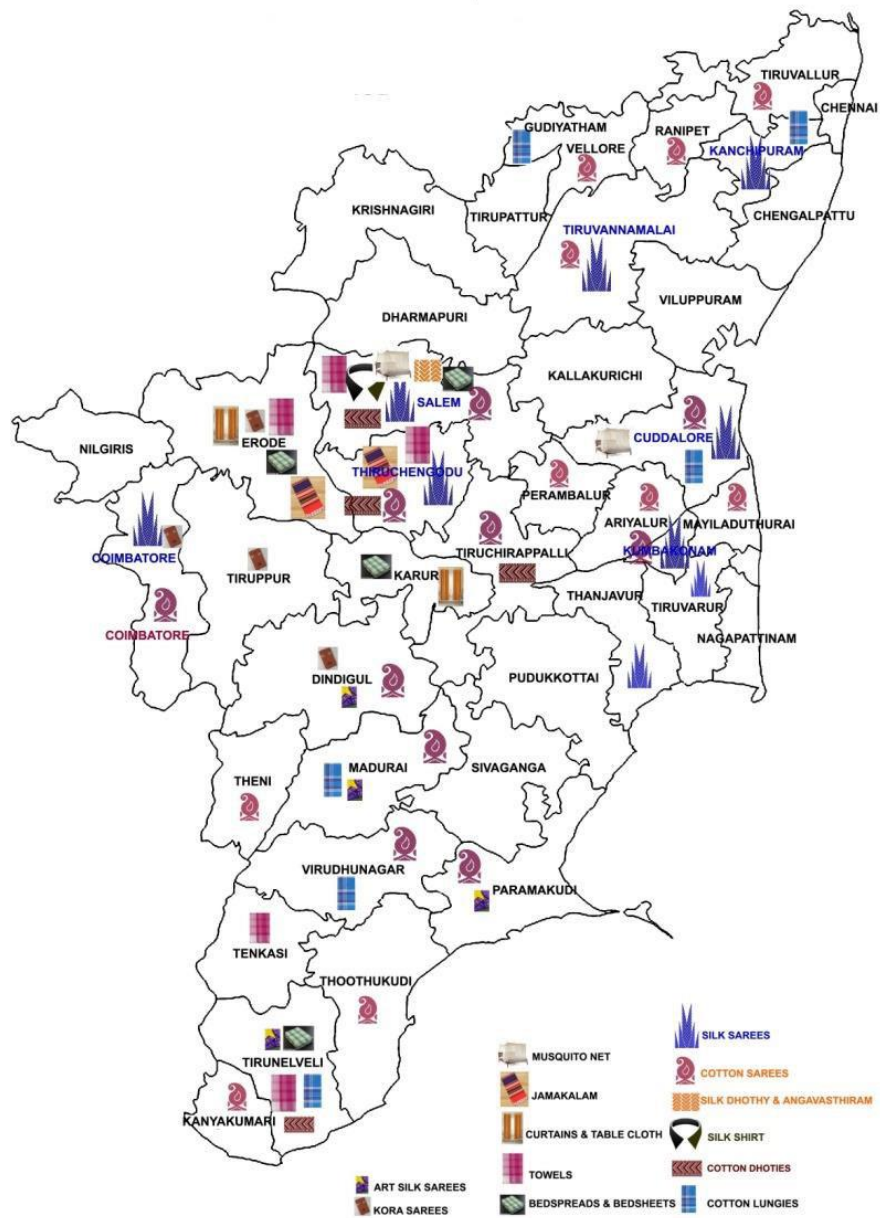 TIRUVALLUR
CHENNAI
GUDIYATHAM
RANIPET
VELLORE
KANCHIPURAM
KRISHNAGIRI
TIRUPATTUR
CHENGALPATTU
TIRUVANNAMALAI
VILUPPURAM
DHARMAPURI
KALLAKURICHI
SALEM
CUDDALORE
NILGIRIS
ERODE
THIRUCHENGODU
PERAMBALUR
ARIYALUR
MAYILADUTHURAI
KUMBAKONAM
COIMBATORE
TIRUPPUR
KARUR
TIRUCHIRAPPALLI
THANJAVUR
TIRUVARUR
COIMBATORE
NAGAPATTINAM
DINDIGUL
PUDUKKOTTAI
MADURAI
SIVAGANGA
THENI
VIRUDHUNAGAR
PARAMAKUDI
TENKASI
THOOTHUKUDI
TIRUNELVELI
KANYAKUMARI
MUSQUITO NET
JAMAKALAM
CURTAINS & TABLE CLOTH
TOWELS
BEDSPREADS & BEDSHEETS
SILK SAREES
COTTON SAREES
SILK DHOTHY & ANGAVASTHIRAM
SILK SHIRT
COTTON DHOTIES
COTTON LUNGIES
ART SILK SAREES
KORA SAREES